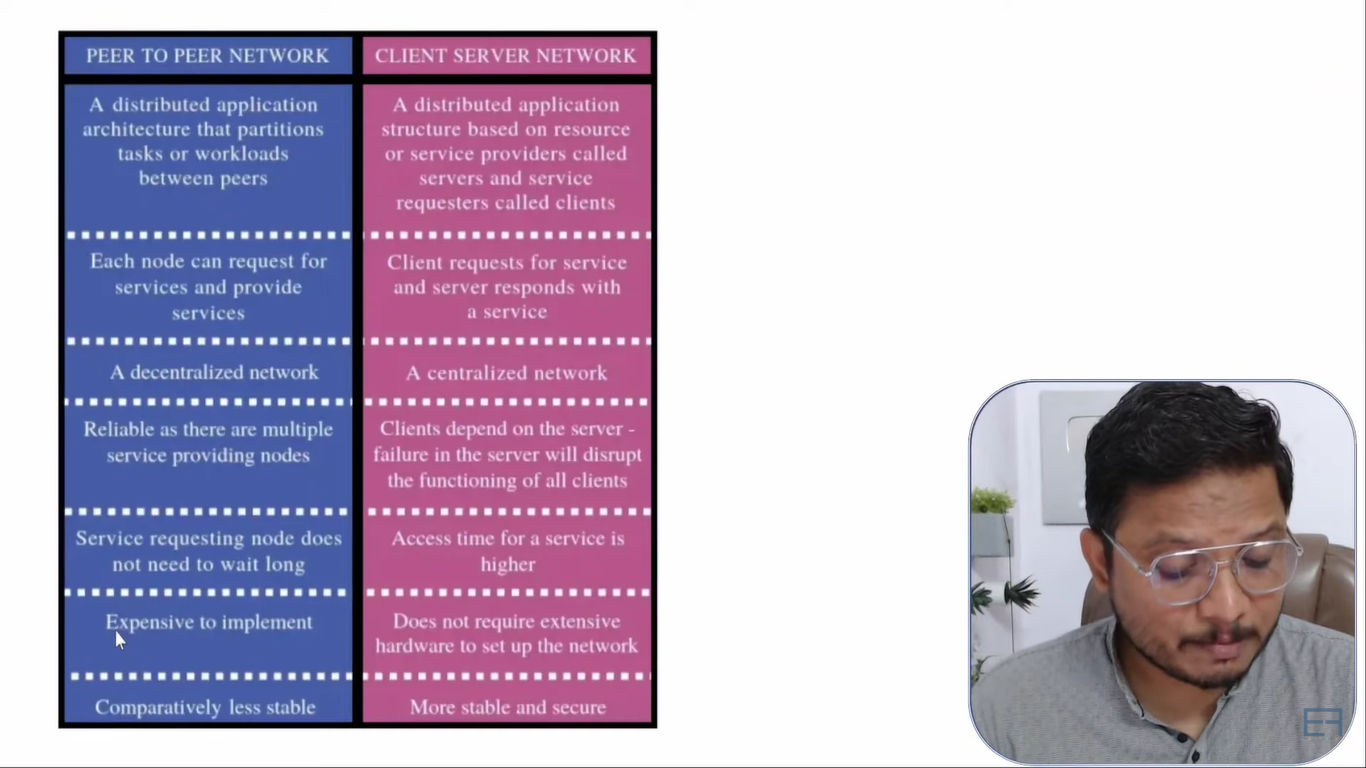 PEER TO PEER NETWORK
CLIENT SERVER NETWORK
A distributed application
architecture that partitions
tasks or workloads
between peers
A distributed application
structure based on resource
or service providers called
servers and service
requesters called clients
Each node can request for
services and provide
services
Client requests for service
and server responds with
a service
A decentralized network
A centralized network
Reliable as there are multiple
service providing nodes
Clients depend on the server -
failure in the server will disrupt
the functioning of all clients
Service requesting node does
not need to wait long
Access time for a service is
higher
Expensive to implement
Does not require extensive
hardware to set up the network
Comparatively less stable
More stable and secure